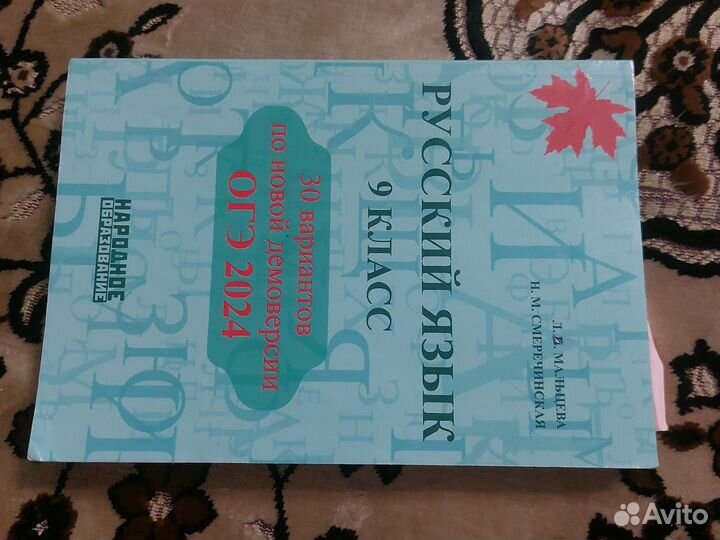 Л. И. МАЛЬЦЕВА
Н. М. СМЕРЕЧИНСКАЯ
РУССКИЙ ЯЗЫК
9 КЛАСС
30 вариантов
по новой демоверсии
ОГЭ 2024
НАРОДНОЕ
ОБРАЗОВАНИЕ
Avito